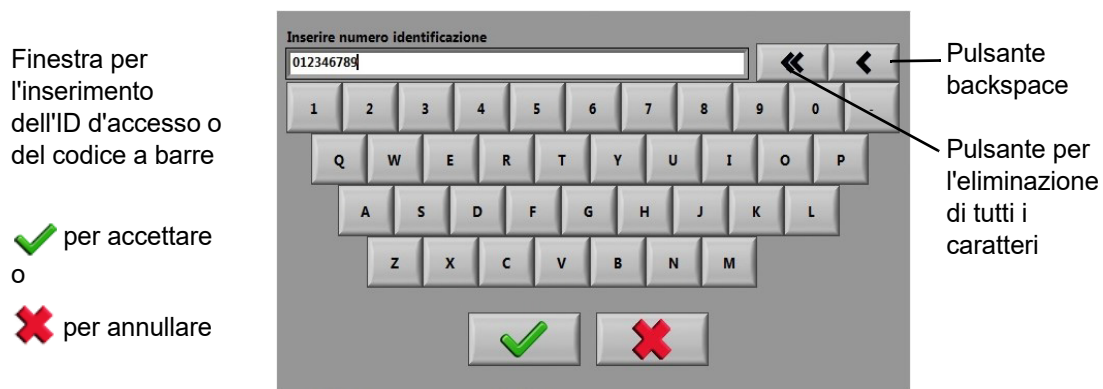 Finestra per
l'inserimento
dell'ID d'accesso o
del codice a barre
per accettare
o
per annullare
Inserire numero identificazione
012346789
1 2 3 4 5 6 7 8 9 0 -
Q W E R T Y U I O P
A S D F G H J K L
Z X C V B N M
Pulsante
backspace
Pulsante per
l'eliminazione
di tutti i
caratteri